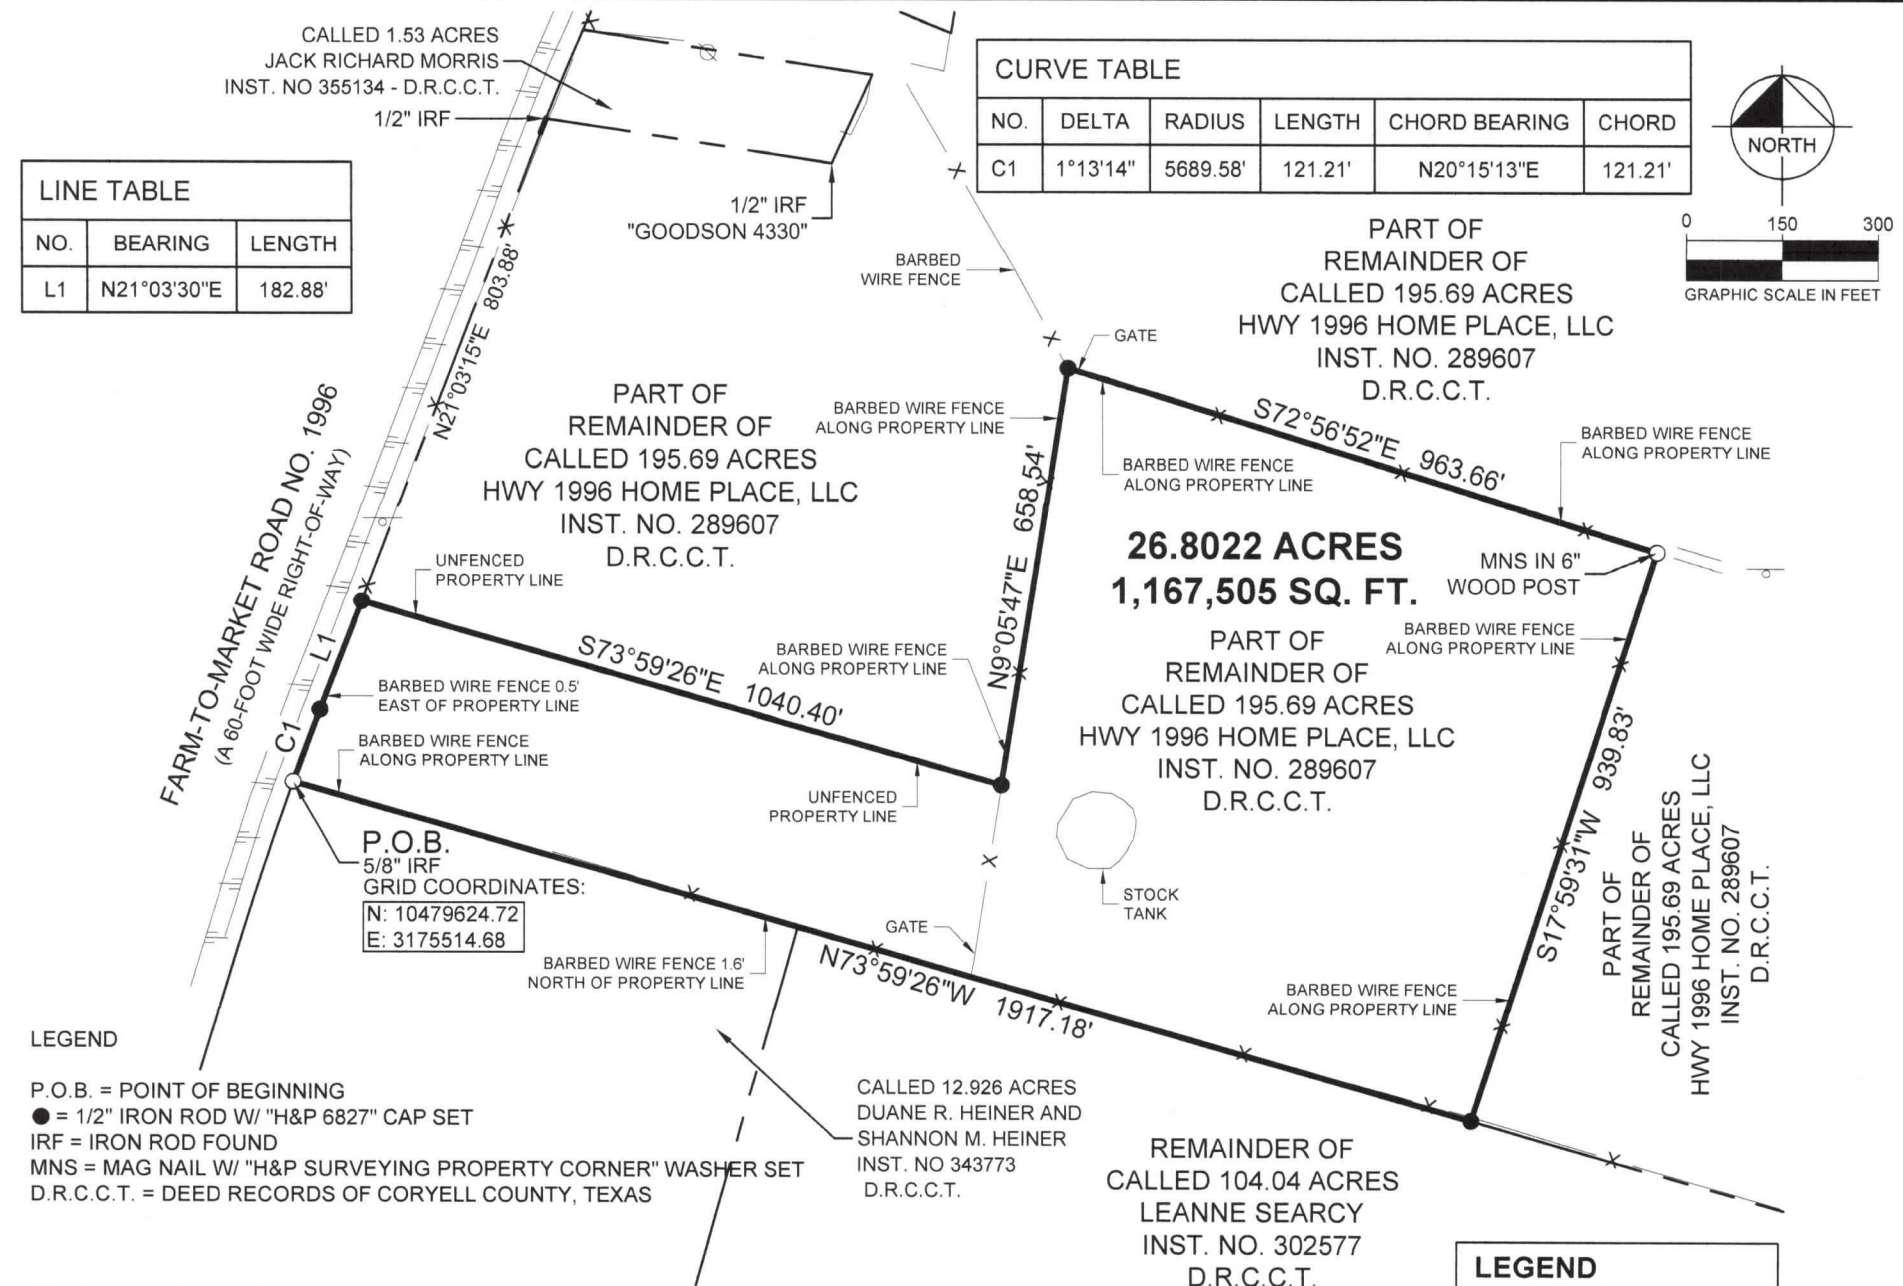 CALLED 1.53 ACRES
JACK RICHARD MORRIS
INST. NO 355134 - D.R.C.C.T.
1/2" IRF
LINE TABLE
NO. BEARING LENGTH
L1 N21°03'30"E 182.88'
1/2" IRF
"GOODSON 4330"
CURVE TABLE
NO. DELTA RADIUS LENGTH CHORD BEARING CHORD
C1 1°13'14" 5689.58' 121.21' N20°15'13"E 121.21'
NORTH
0 150 300
GRAPHIC SCALE IN FEET
BARBED
WIRE FENCE
PART OF
REMAINDER OF
CALLED 195.69 ACRES
HWY 1996 HOME PLACE, LLC
INST. NO. 289607
D.R.C.C.T.
GATE
N21°03'15"E 803.88'
FARM-TO-MARKET ROAD NO. 1996
(A 60-FOOT WIDE RIGHT-OF-WAY)
PART OF
REMAINDER OF
CALLED 195.69 ACRES
HWY 1996 HOME PLACE, LLC
INST. NO. 289607
D.R.C.C.T.
BARBED WIRE FENCE
ALONG PROPERTY LINE
S72°56'52"E 963.66'
BARBED WIRE FENCE
ALONG PROPERTY LINE
BARBED WIRE FENCE
ALONG PROPERTY LINE
N9°05'47"E 658.54'
26.8022 ACRES
1,167,505 SQ. FT.
MNS IN 6"
WOOD POST
UNFENCED
PROPERTY LINE
L1
S73°59'26"E 1040.40'
BARBED WIRE FENCE
ALONG PROPERTY LINE
PART OF
REMAINDER OF
CALLED 195.69 ACRES
HWY 1996 HOME PLACE, LLC
INST. NO. 289607
D.R.C.C.T.
BARBED WIRE FENCE
ALONG PROPERTY LINE
BARBED WIRE FENCE 0.5'
EAST OF PROPERTY LINE
C1
BARBED WIRE FENCE
ALONG PROPERTY LINE
UNFENCED
PROPERTY LINE
S17°59'31"W 939.83'
PART OF
REMAINDER OF
CALLED 195.69 ACRES
HWY 1996 HOME PLACE, LLC
INST. NO. 289607
D.R.C.C.T.
P.O.B.
5/8" IRF
GRID COORDINATES:
N: 10479624.72
E: 3175514.68
STOCK
TANK
GATE
BARBED WIRE FENCE 1.6'
NORTH OF PROPERTY LINE
N73°59'26"W 1917.18'
BARBED WIRE FENCE
ALONG PROPERTY LINE
LEGEND
P.O.B. = POINT OF BEGINNING
= 1/2" IRON ROD W/ "H&P 6827" CAP SET
IRF = IRON ROD FOUND
MNS = MAG NAIL W/ "H&P SURVEYING PROPERTY CORNER" WASHER SET
D.R.C.C.T. = DEED RECORDS OF CORYELL COUNTY, TEXAS
CALLED 12.926 ACRES
DUANE R. HEINER AND
SHANNON M. HEINER
INST. NO 343773
D.R.C.C.T.
REMAINDER OF
CALLED 104.04 ACRES
LEANNE SEARCY
INST. NO. 302577
D.R.C.C.T.
LEGEND